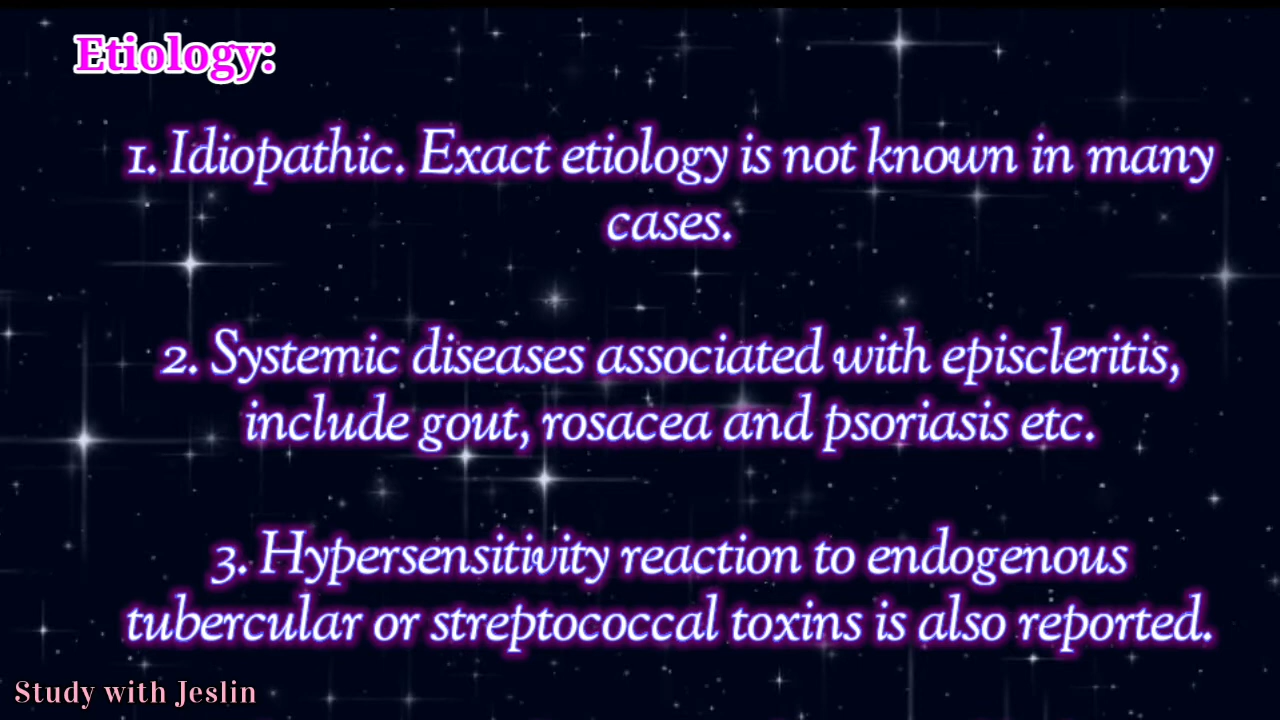 Etiology:
1. Idiopathic. Exact etiology is not known in many
cases.
2. Systemic diseases associated with episcleritis,
include gout, rosacea and psoriasis etc.
3. Hypersensitivity reaction to endogenous
tubercular or streptococcal toxins is also reported.
Study with Jeslin